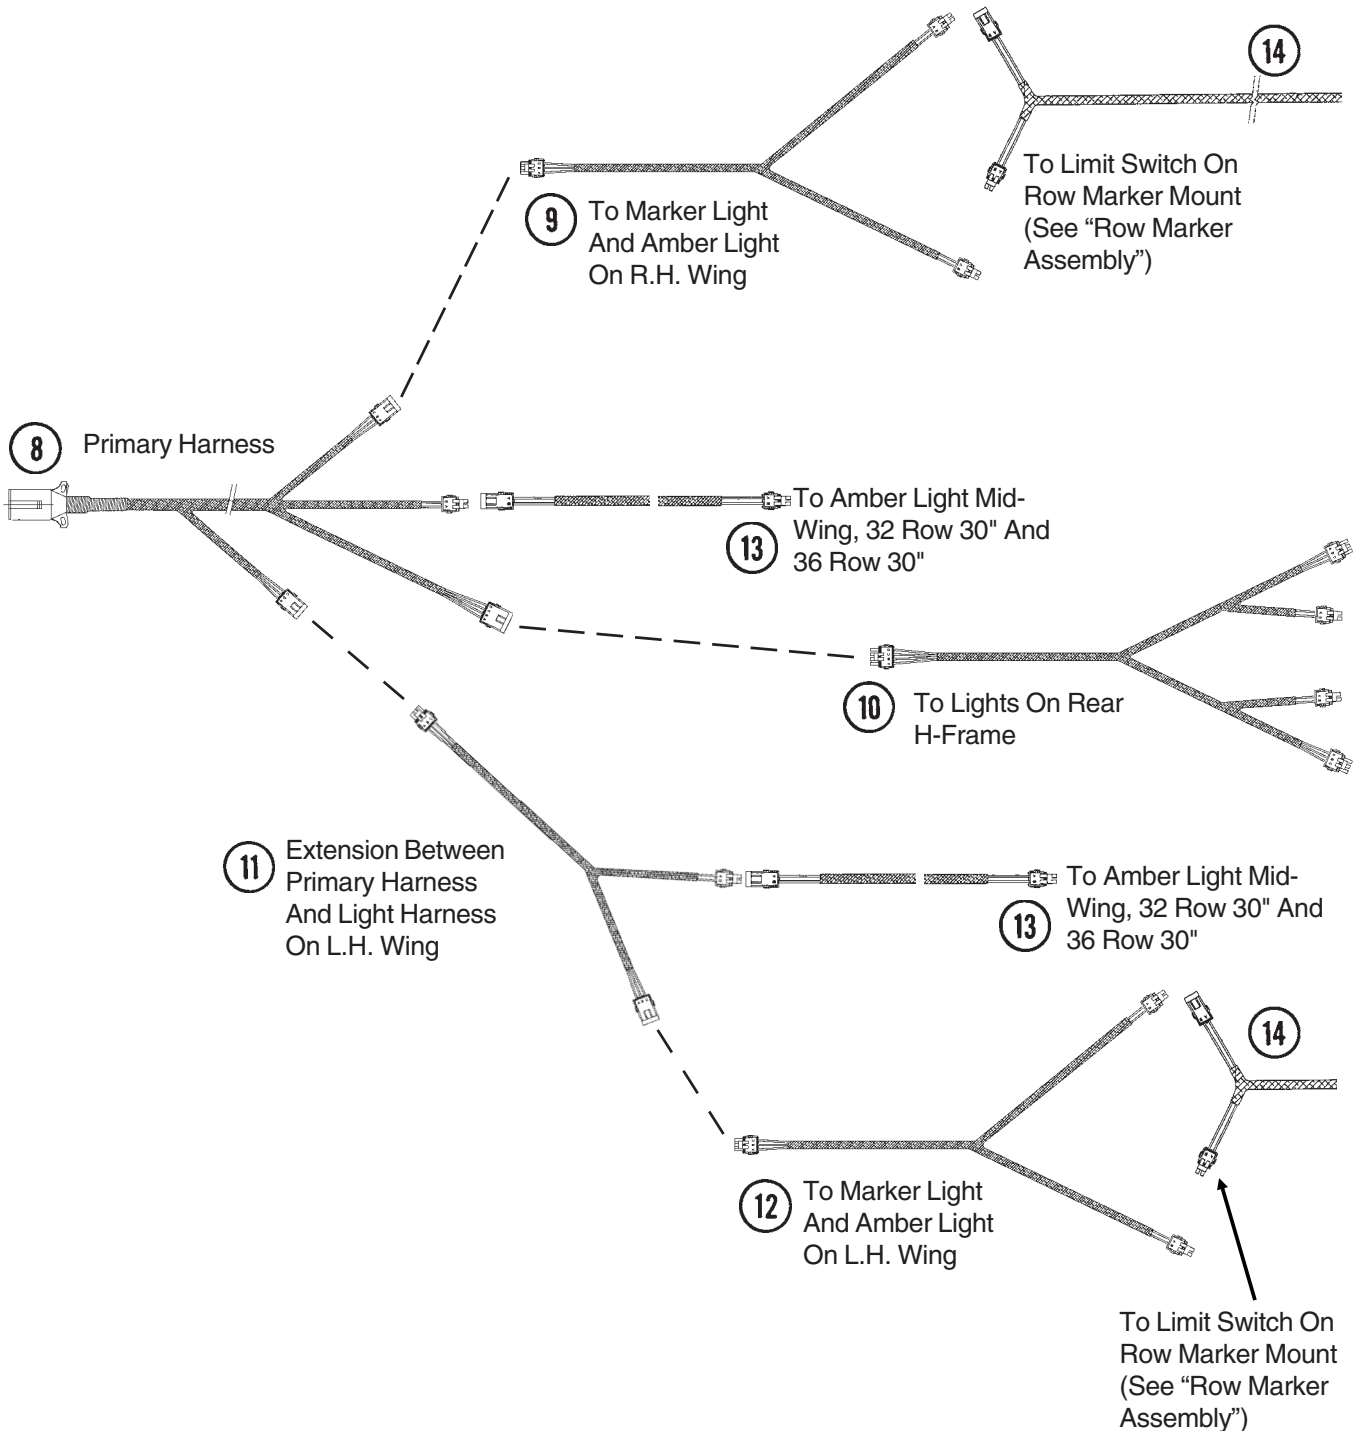 14
To Limit Switch On
Row Marker Mount
(See “Row Marker
Assembly”)
9
To Marker Light
And Amber Light
On R.H. Wing
8
Primary Harness
13
To Amber Light Mid-
Wing, 32 Row 30" And
36 Row 30"
10
To Lights On Rear
H-Frame
11
Extension Between
Primary Harness
And Light Harness
On L.H. Wing
13
To Amber Light Mid-
Wing, 32 Row 30" And
36 Row 30"
14
12
To Marker Light
And Amber Light
On L.H. Wing
To Limit Switch On
Row Marker Mount
(See “Row Marker
Assembly”)